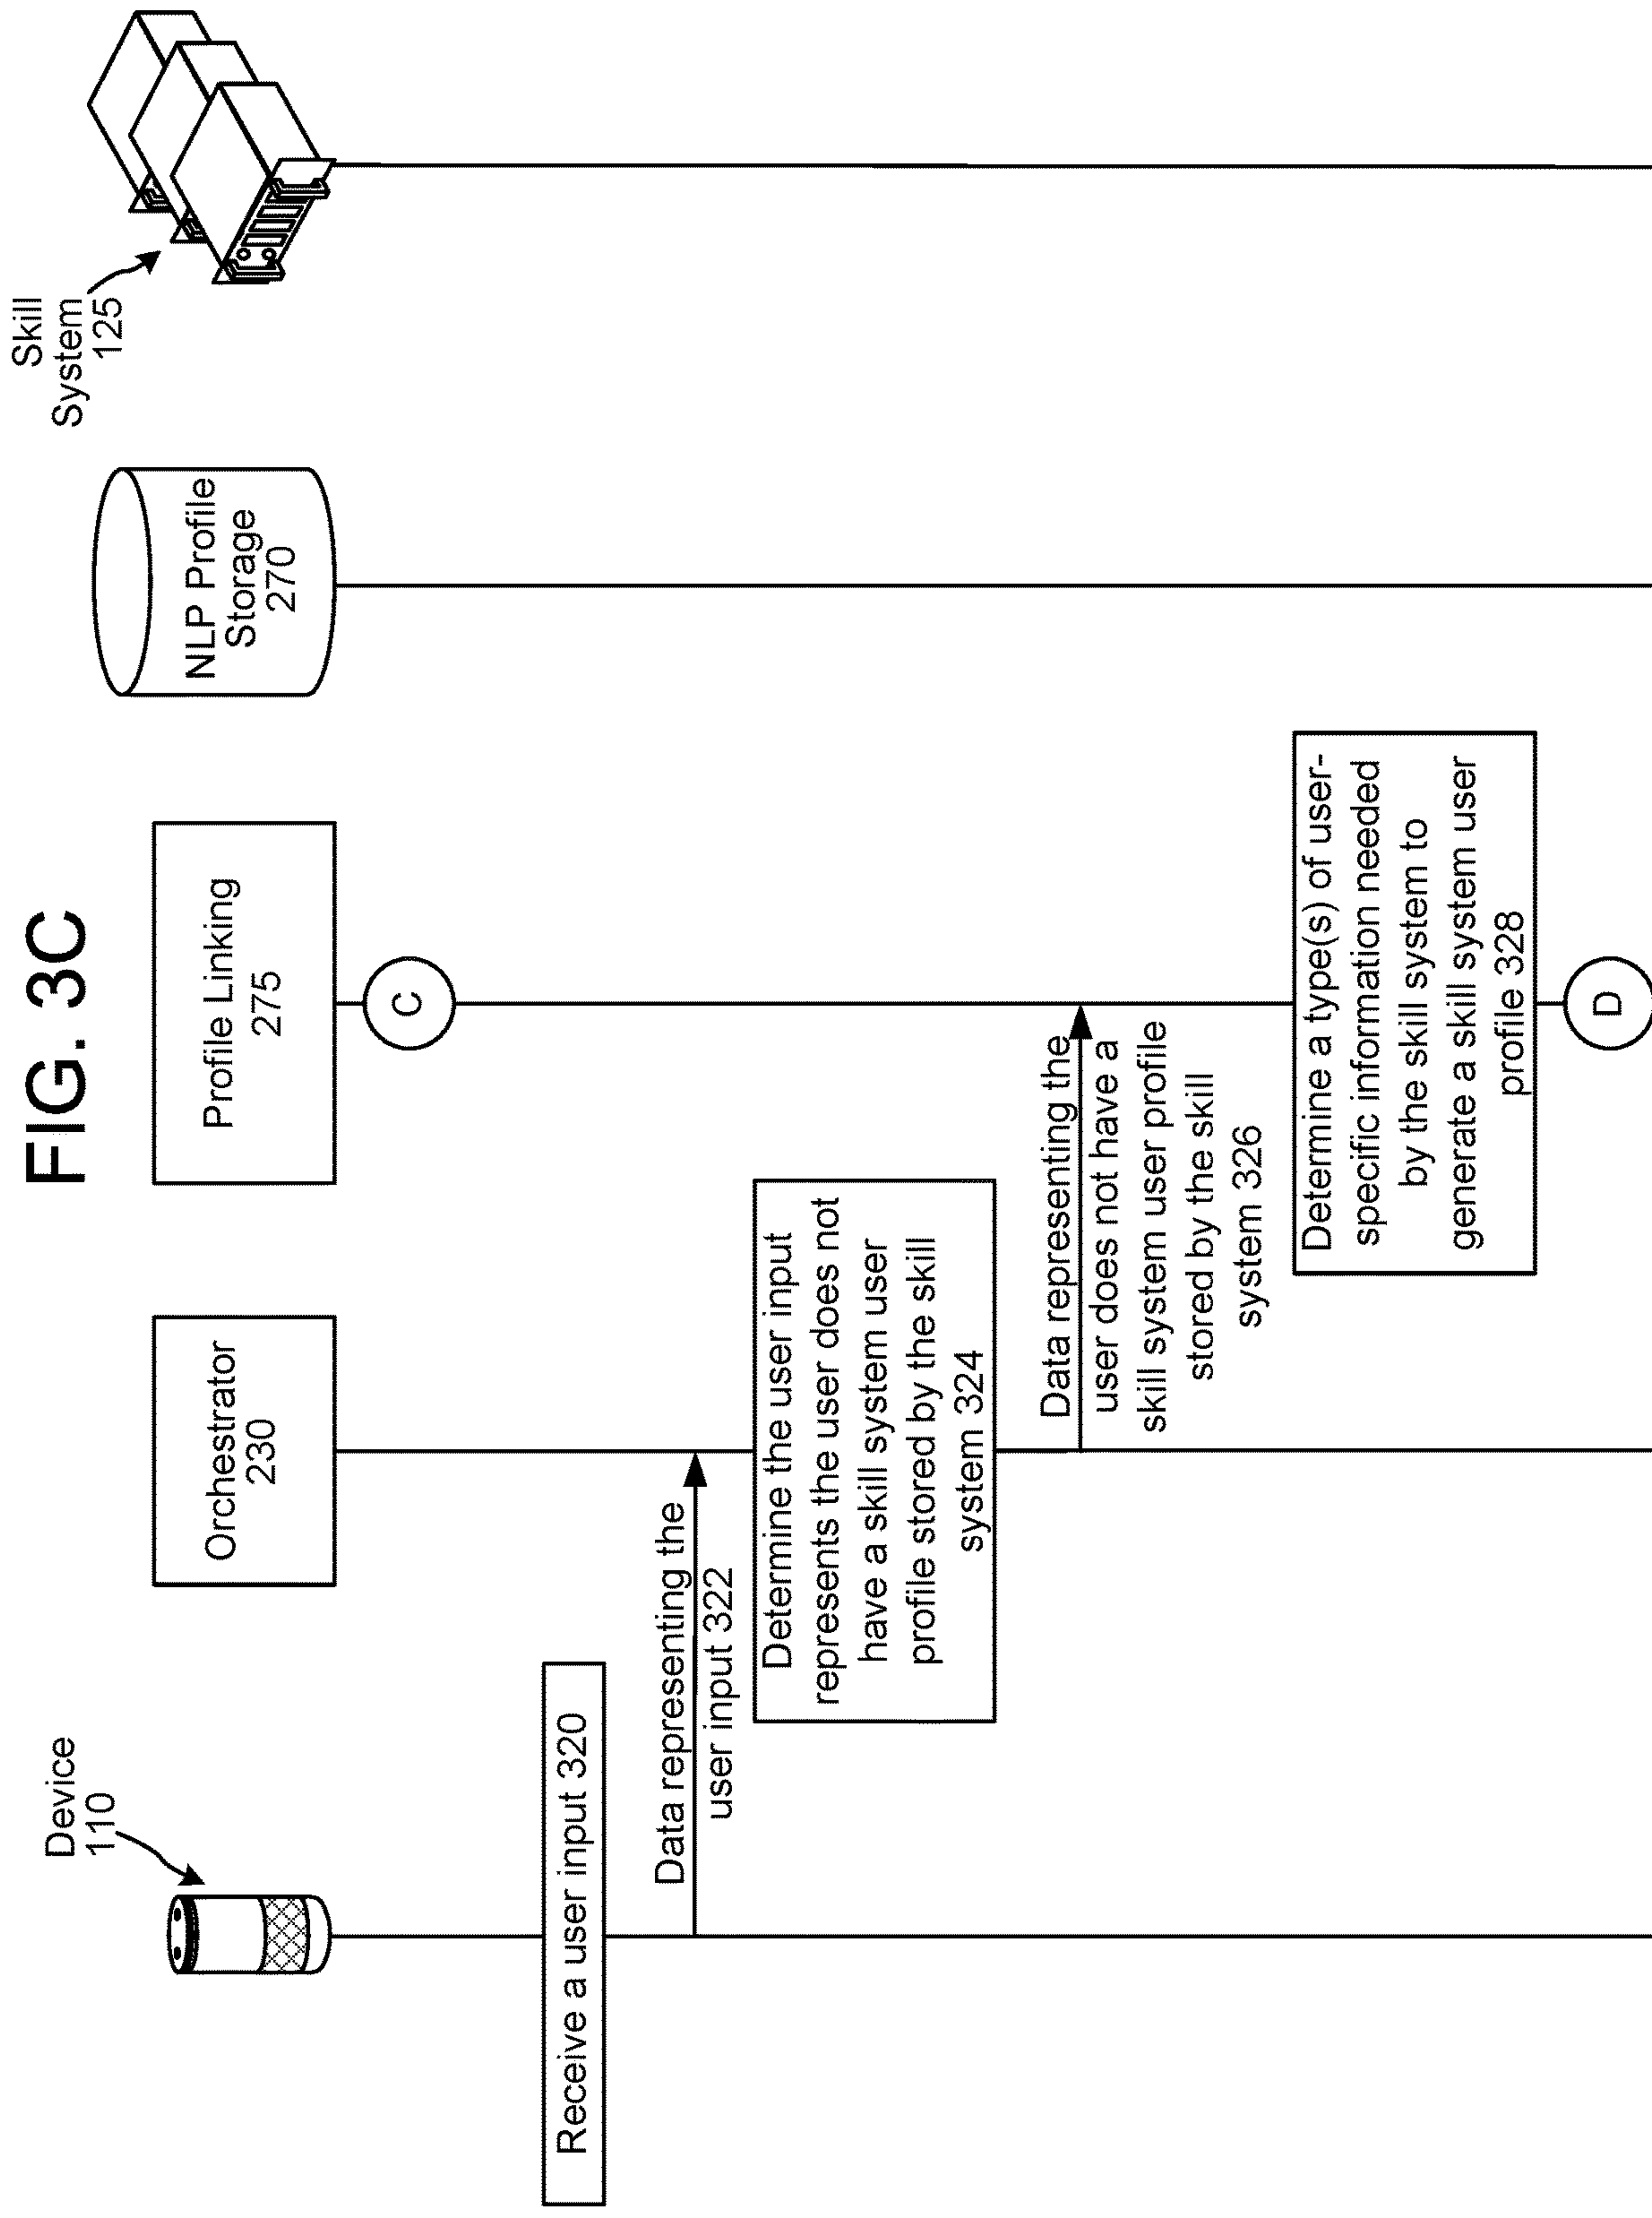 FIG. 3C
Device
110
Orchestrator
230
Profile Linking
275
NLP Profile
Storage
270
Skill
System
125
C
Receive a user input 320
Data representing the
user input 322
Determine the user input
represents the user does not
have a skill system user
profile stored by the skill
system 324
Data representing the
user does not have a
skill system user profile
stored by the skill
system 326
Determine a type(s) of user-
specific information needed
by the skill system to
generate a skill system user
profile 328
D